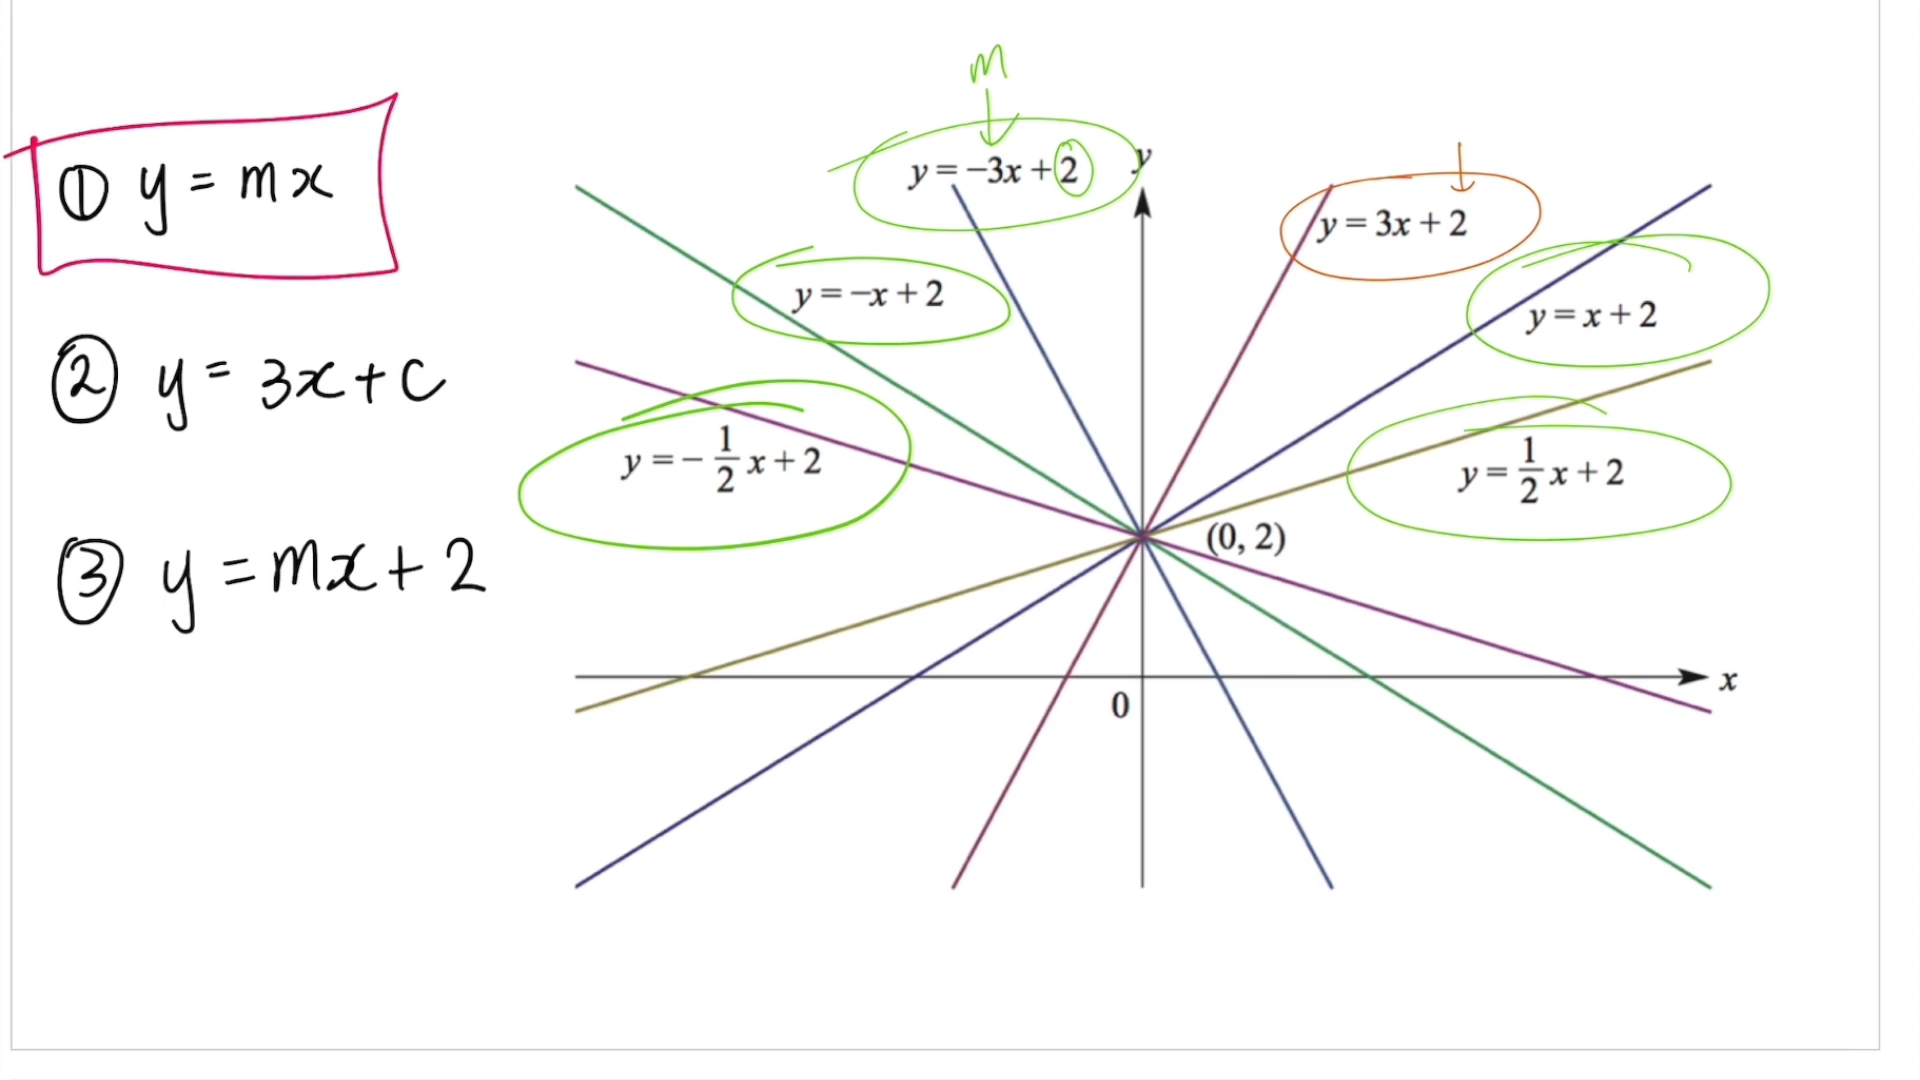 ① y = mx
② y = 3x + c
③ y = mx + 2
m
y = −3x + 2
y
y = 3x + 2
y = −x + 2
y = x + 2
y = − 1/2 x + 2
y = 1/2 x + 2
(0, 2)
x
0